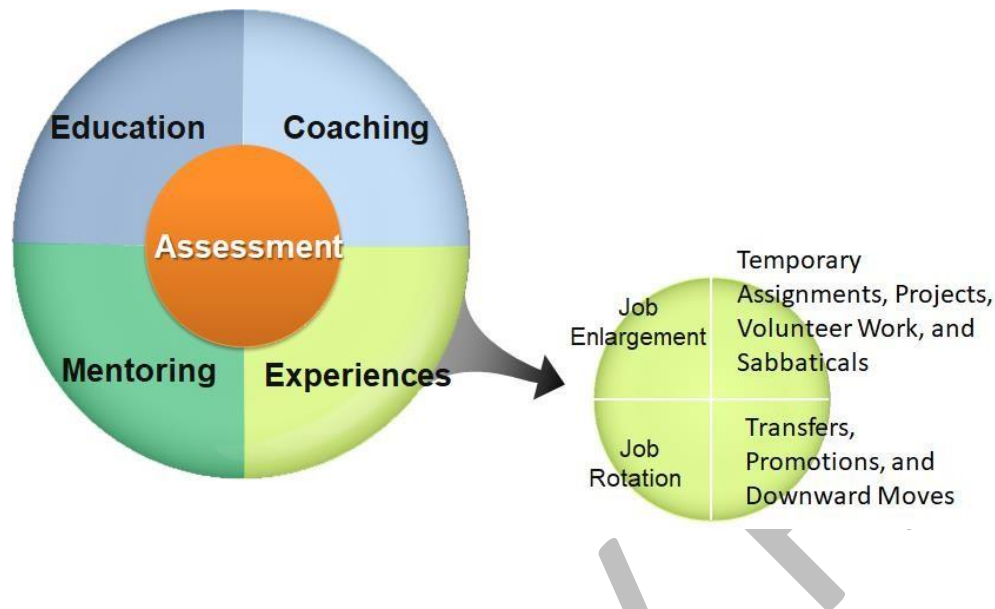 Education
Coaching
Assessment
Mentoring
Experiences
Job
Enlargement
Temporary
Assignments, Projects,
Volunteer Work, and
Sabbaticals
Job
Rotation
Transfers,
Promotions, and
Downward Moves